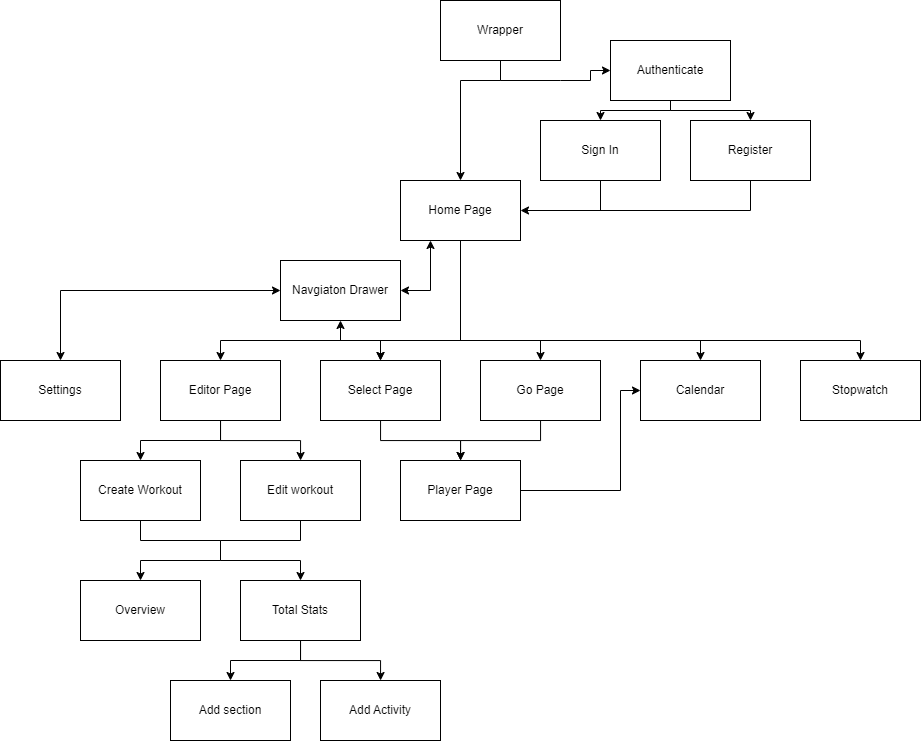 Wrapper
Authenticate
Sign In
Register
Home Page
Navgiaton Drawer
Settings
Editor Page
Select Page
Go Page
Calendar
Stopwatch
Create Workout
Edit workout
Player Page
Overview
Total Stats
Add section
Add Activity